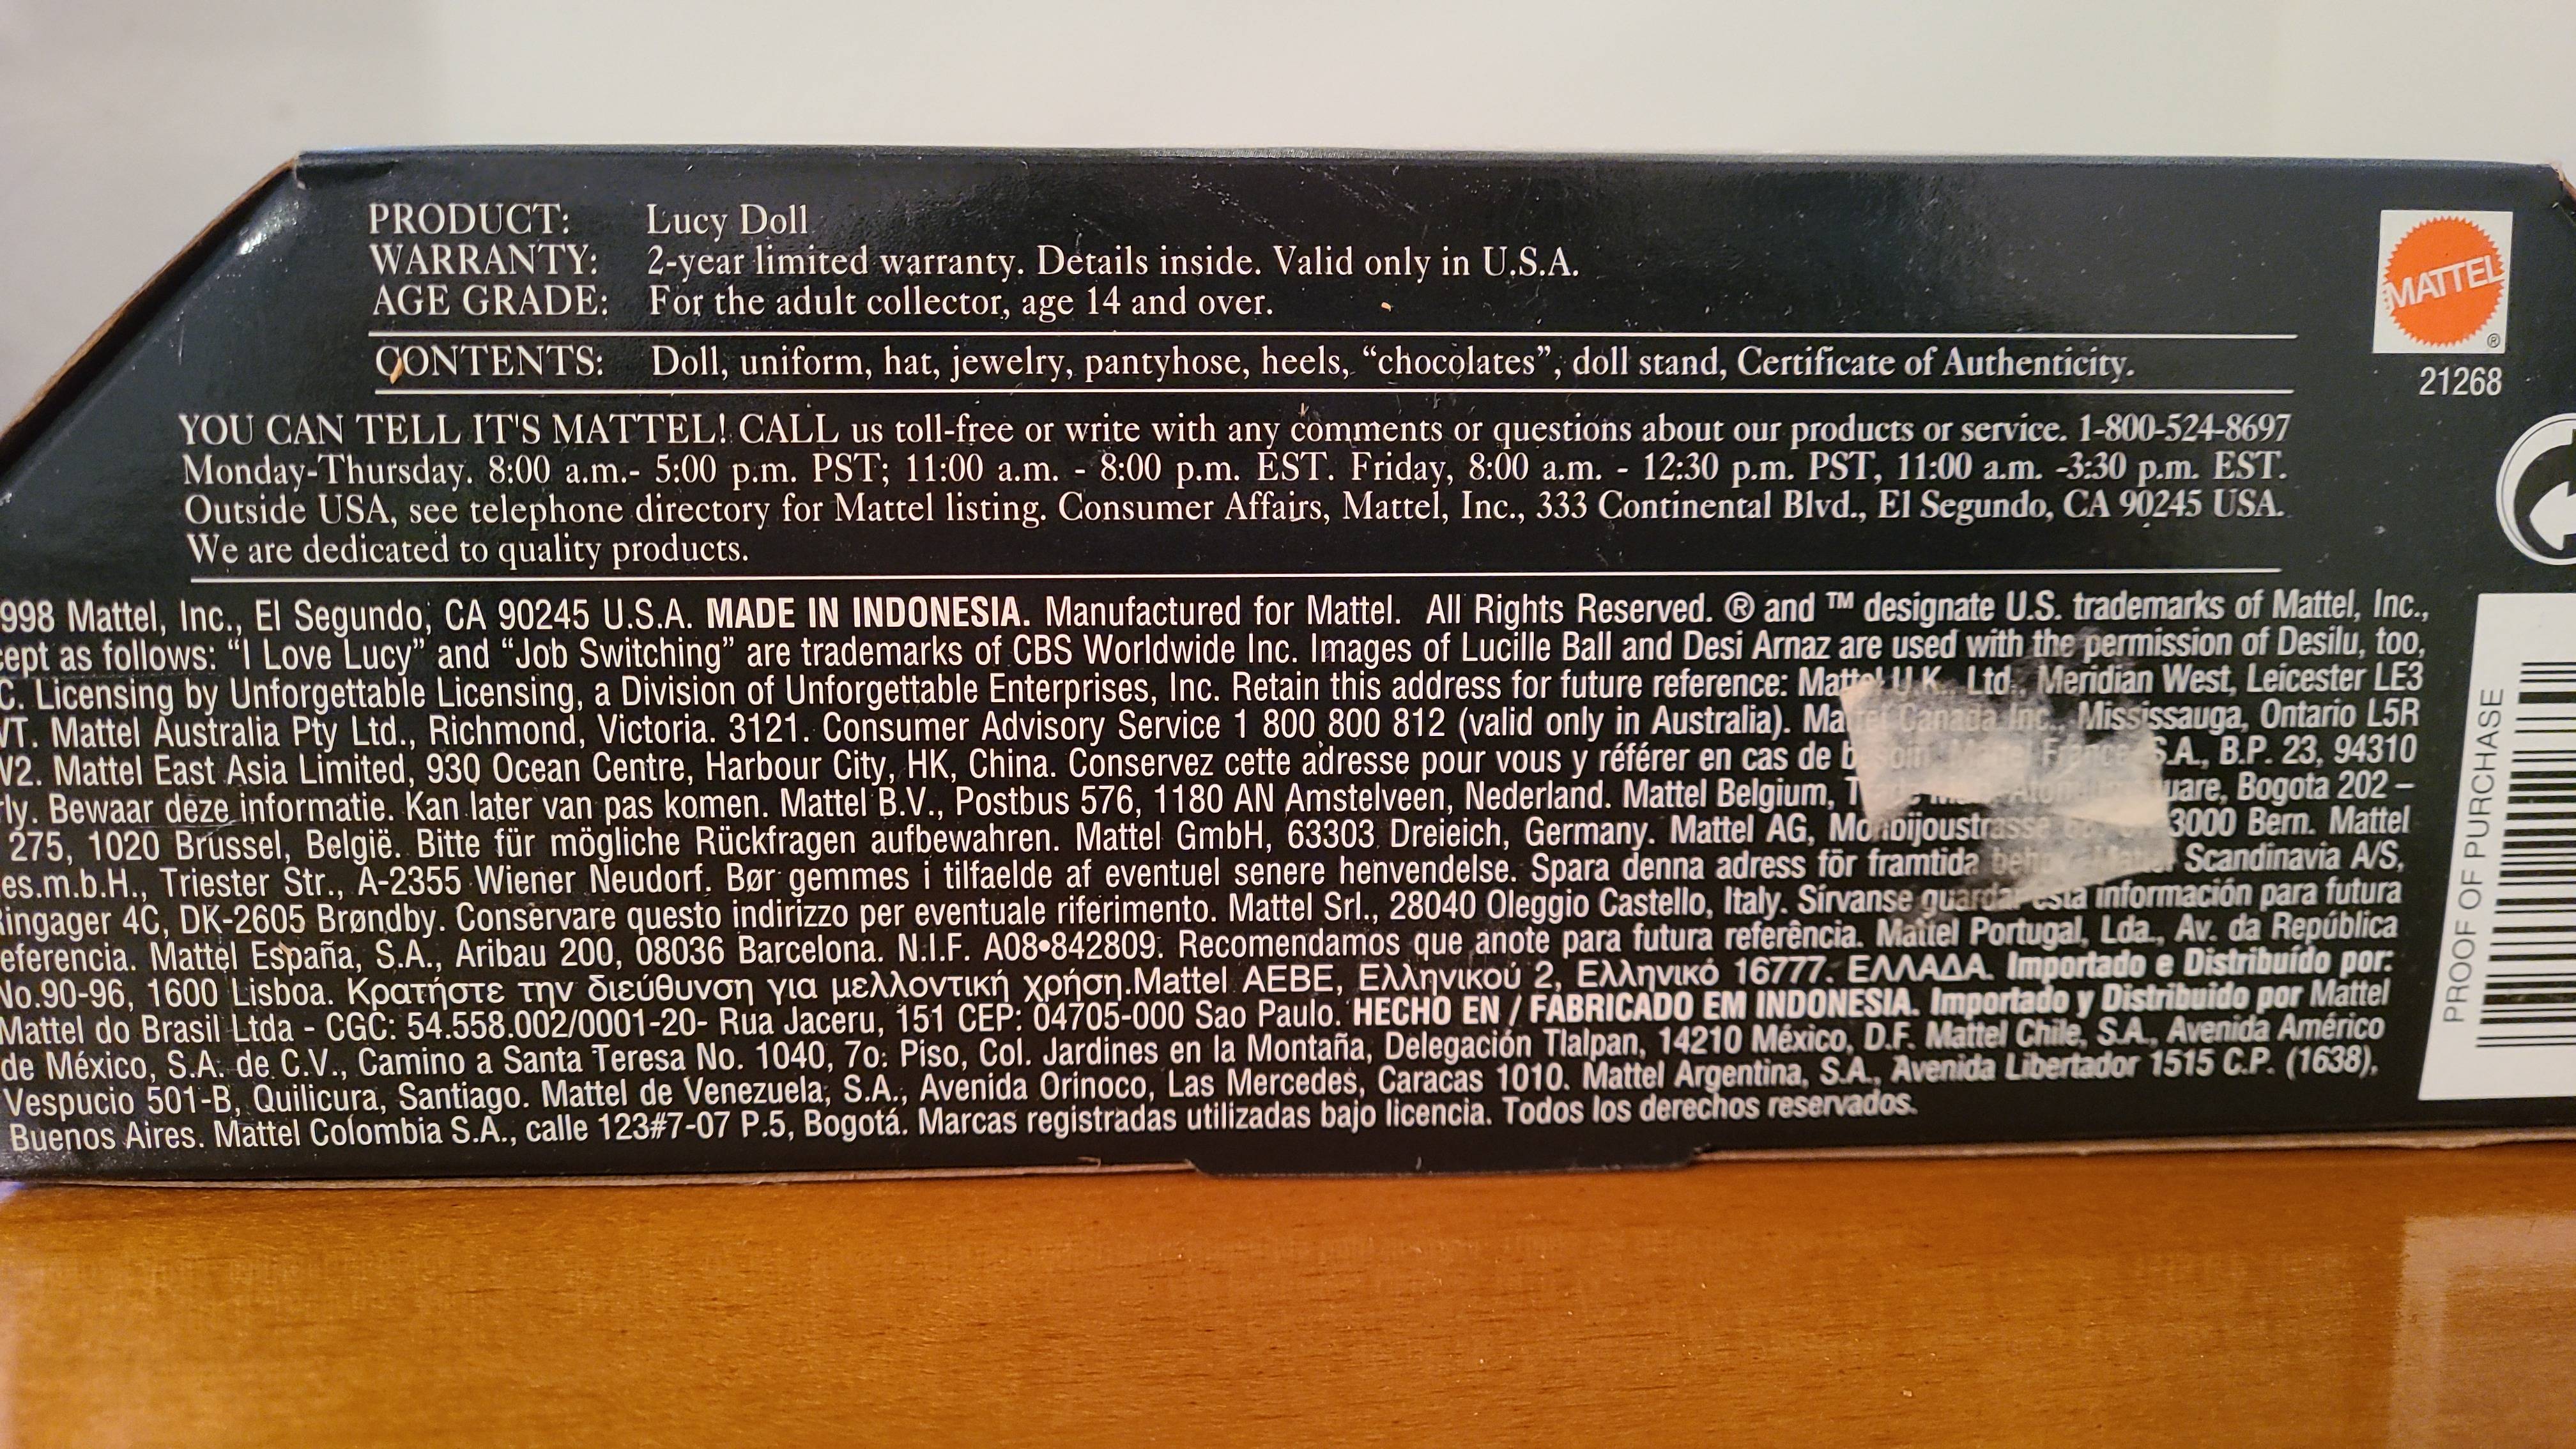 PRODUCT: Lucy Doll
WARRANTY: 2-year limited warranty. Details inside. Valid only in U.S.A.
AGE GRADE: For the adult collector, age 14 and over.
CONTENTS: Doll, uniform, hat, jewelry, pantyhose, heels, “chocolates”, doll stand, Certificate of Authenticity.
MATTEL
®
21268
YOU CAN TELL IT'S MATTEL! CALL us toll-free or write with any comments or questions about our products or service. 1-800-524-8697
Monday-Thursday. 8:00 a.m.- 5:00 p.m. PST; 11:00 a.m. - 8:00 p.m. EST. Friday, 8:00 a.m. - 12:30 p.m. PST, 11:00 a.m. -3:30 p.m. EST.
Outside USA, see telephone directory for Mattel listing. Consumer Affairs, Mattel, Inc., 333 Continental Blvd., El Segundo, CA 90245 USA.
We are dedicated to quality products.
998 Mattel, Inc., El Segundo, CA 90245 U.S.A. MADE IN INDONESIA. Manufactured for Mattel. All Rights Reserved. ® and ™ designate U.S. trademarks of Mattel, Inc.,
cept as follows: “I Love Lucy” and “Job Switching” are trademarks of CBS Worldwide Inc. Images of Lucille Ball and Desi Arnaz are used with the permission of Desilu, too,
C. Licensing by Unforgettable Licensing, a Division of Unforgettable Enterprises, Inc. Retain this address for future reference: Mattel U.K. Ltd., Meridian West, Leicester LE3
VT. Mattel Australia Pty Ltd., Richmond, Victoria. 3121. Consumer Advisory Service 1 800 800 812 (valid only in Australia). Mattel Canada Inc., Mississauga, Ontario L5R
V2. Mattel East Asia Limited, 930 Ocean Centre, Harbour City, HK, China. Conservez cette adresse pour vous y référer en cas de besoin. Mattel France S.A., B.P. 23, 94310
rly. Bewaar deze informatie. Kan later van pas komen. Mattel B.V., Postbus 576, 1180 AN Amstelveen, Nederland. Mattel Belgium, Bogota 202 –
275, 1020 Brussel, België. Bitte für mögliche Rückfragen aufbewahren. Mattel GmbH, 63303 Dreieich, Germany. Mattel AG, Monbijoustrasse 3000 Bern. Mattel
es.m.b.H., Triester Str., A-2355 Wiener Neudorf. Bør gemmes i tilfaelde af eventuel senere henvendelse. Spara denna adress för framtida Scandinavia A/S,
Ringager 4C, DK-2605 Brøndby. Conservare questo indirizzo per eventuale riferimento. Mattel Srl., 28040 Oleggio Castello, Italy. Sírvanse guardar esta información para futura
eferencia. Mattel España, S.A., Aribau 200, 08036 Barcelona. N.I.F. A08•842809. Recomendamos que anote para futura referência. Mattel Portugal, Lda., Av. da República
No.90-96, 1600 Lisboa. Κρατήστε την διεύθυνση για μελλοντική χρήση.Mattel AEBE, Ελληνικού 2, Ελληνικό 16777. ΕΛΛΑΔΑ. Importado e Distribuído por:
Mattel do Brasil Ltda - CGC: 54.558.002/0001-20- Rua Jaceru, 151 CEP: 04705-000 Sao Paulo. HECHO EN / FABRICADO EM INDONESIA. Importado y Distribuido por Mattel
de México, S.A. de C.V., Camino a Santa Teresa No. 1040, 7o: Piso, Col. Jardines en la Montaña, Delegación Tlalpan, 14210 México, D.F. Mattel Chile, S.A., Avenida Américo
Vespucio 501-B, Quilicura, Santiago. Mattel de Venezuela, S.A., Avenida Orinoco, Las Mercedes, Caracas 1010. Mattel Argentina, S.A., Avenida Libertador 1515 C.P. (1638),
Buenos Aires. Mattel Colombia S.A., calle 123#7-07 P.5, Bogotá. Marcas registradas utilizadas bajo licencia. Todos los derechos reservados.
PROOF OF PURCHASE